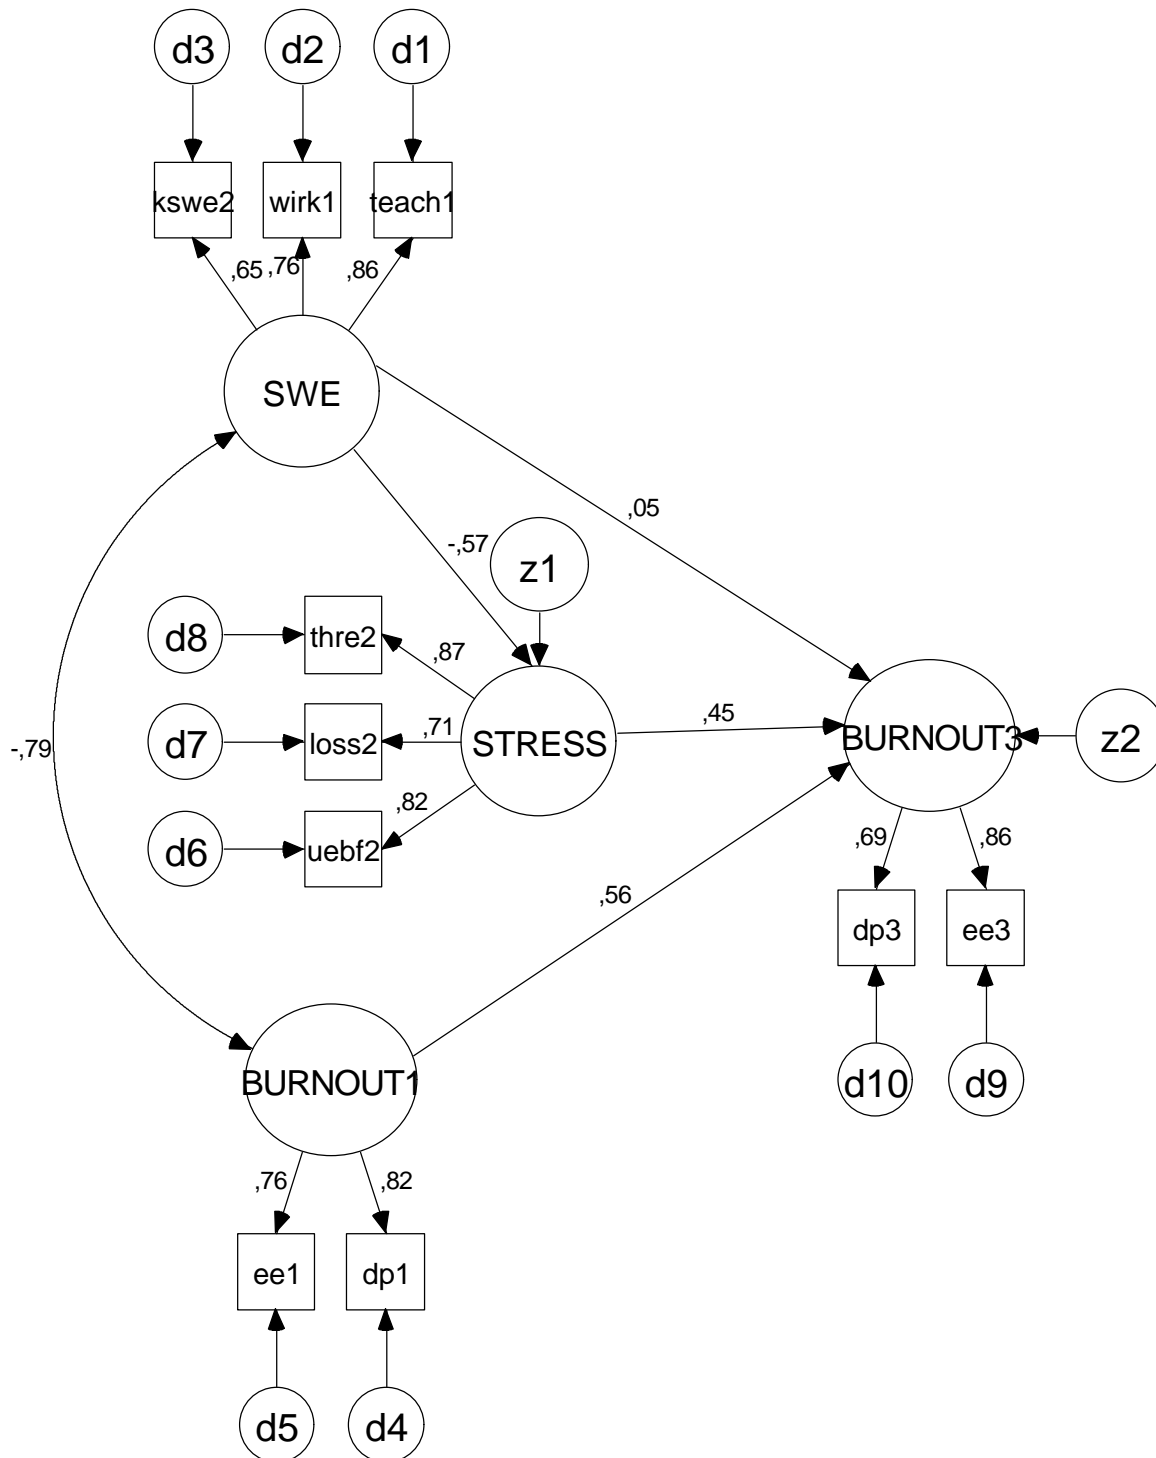 d3 d2 d1
kswe2 wirk1 teach1
,65 ,76 ,86
SWE
,05
-,57
z1
d8 thre2
,87
d7 loss2 ,71 STRESS ,45 BURNOUT3 z2
-,79
,82
d6 uebf2
,69 ,86
,56
dp3 ee3
BURNOUT1
d10 d9
,76 ,82
ee1 dp1
d5 d4